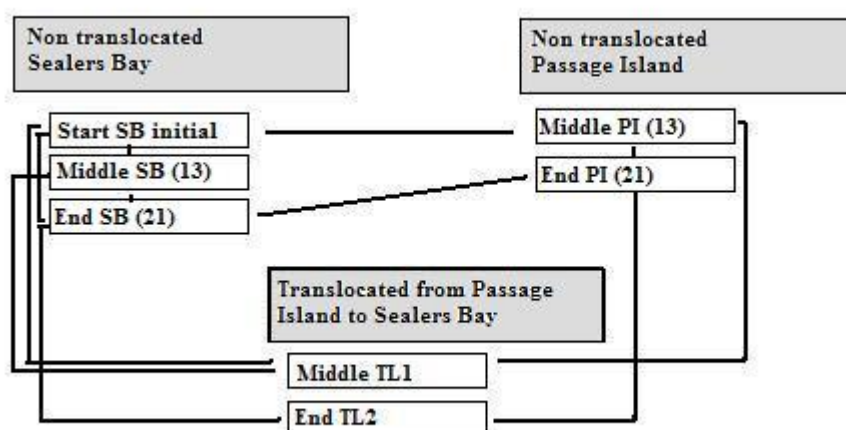 Non translocated
Sealers Bay
Non translocated
Passage Island
Start SB initial
Middle SB (13)
End SB (21)
Middle PI (13)
End PI (21)
Translocated from Passage
Island to Sealers Bay
Middle TL1
End TL2